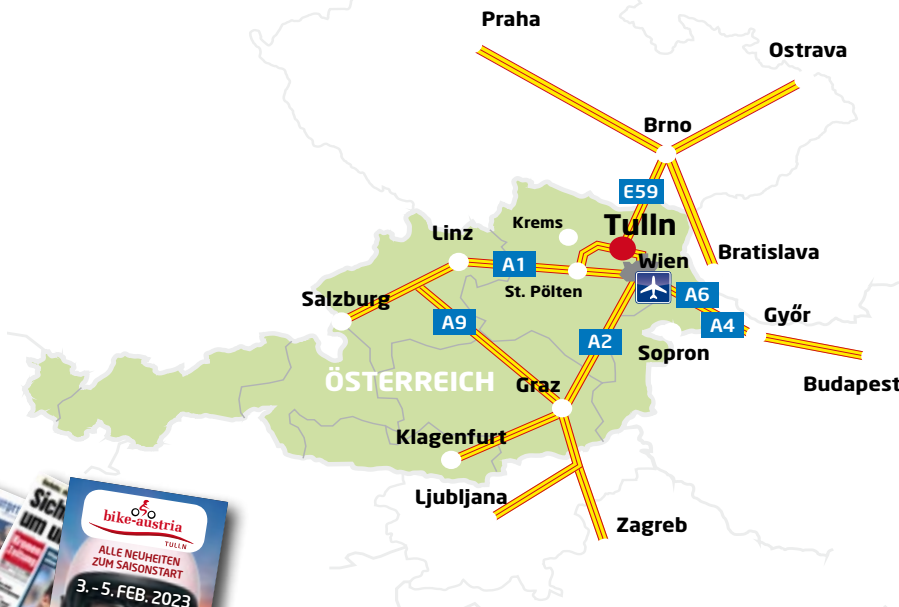 Praha
Ostrava
Brno
E59
Krems
Tulln
Linz
Wien
Bratislava
A1
St. Pölten
Salzburg
A6
A9
A4
Győr
A2
Sopron
ÖSTERREICH
Graz
Budapest
Klagenfurt
Ljubljana
Zagreb
bike-austria
TULLN
ALLE NEUHEITEN
ZUM SAISONSTART
3. - 5. FEB. 2023
um